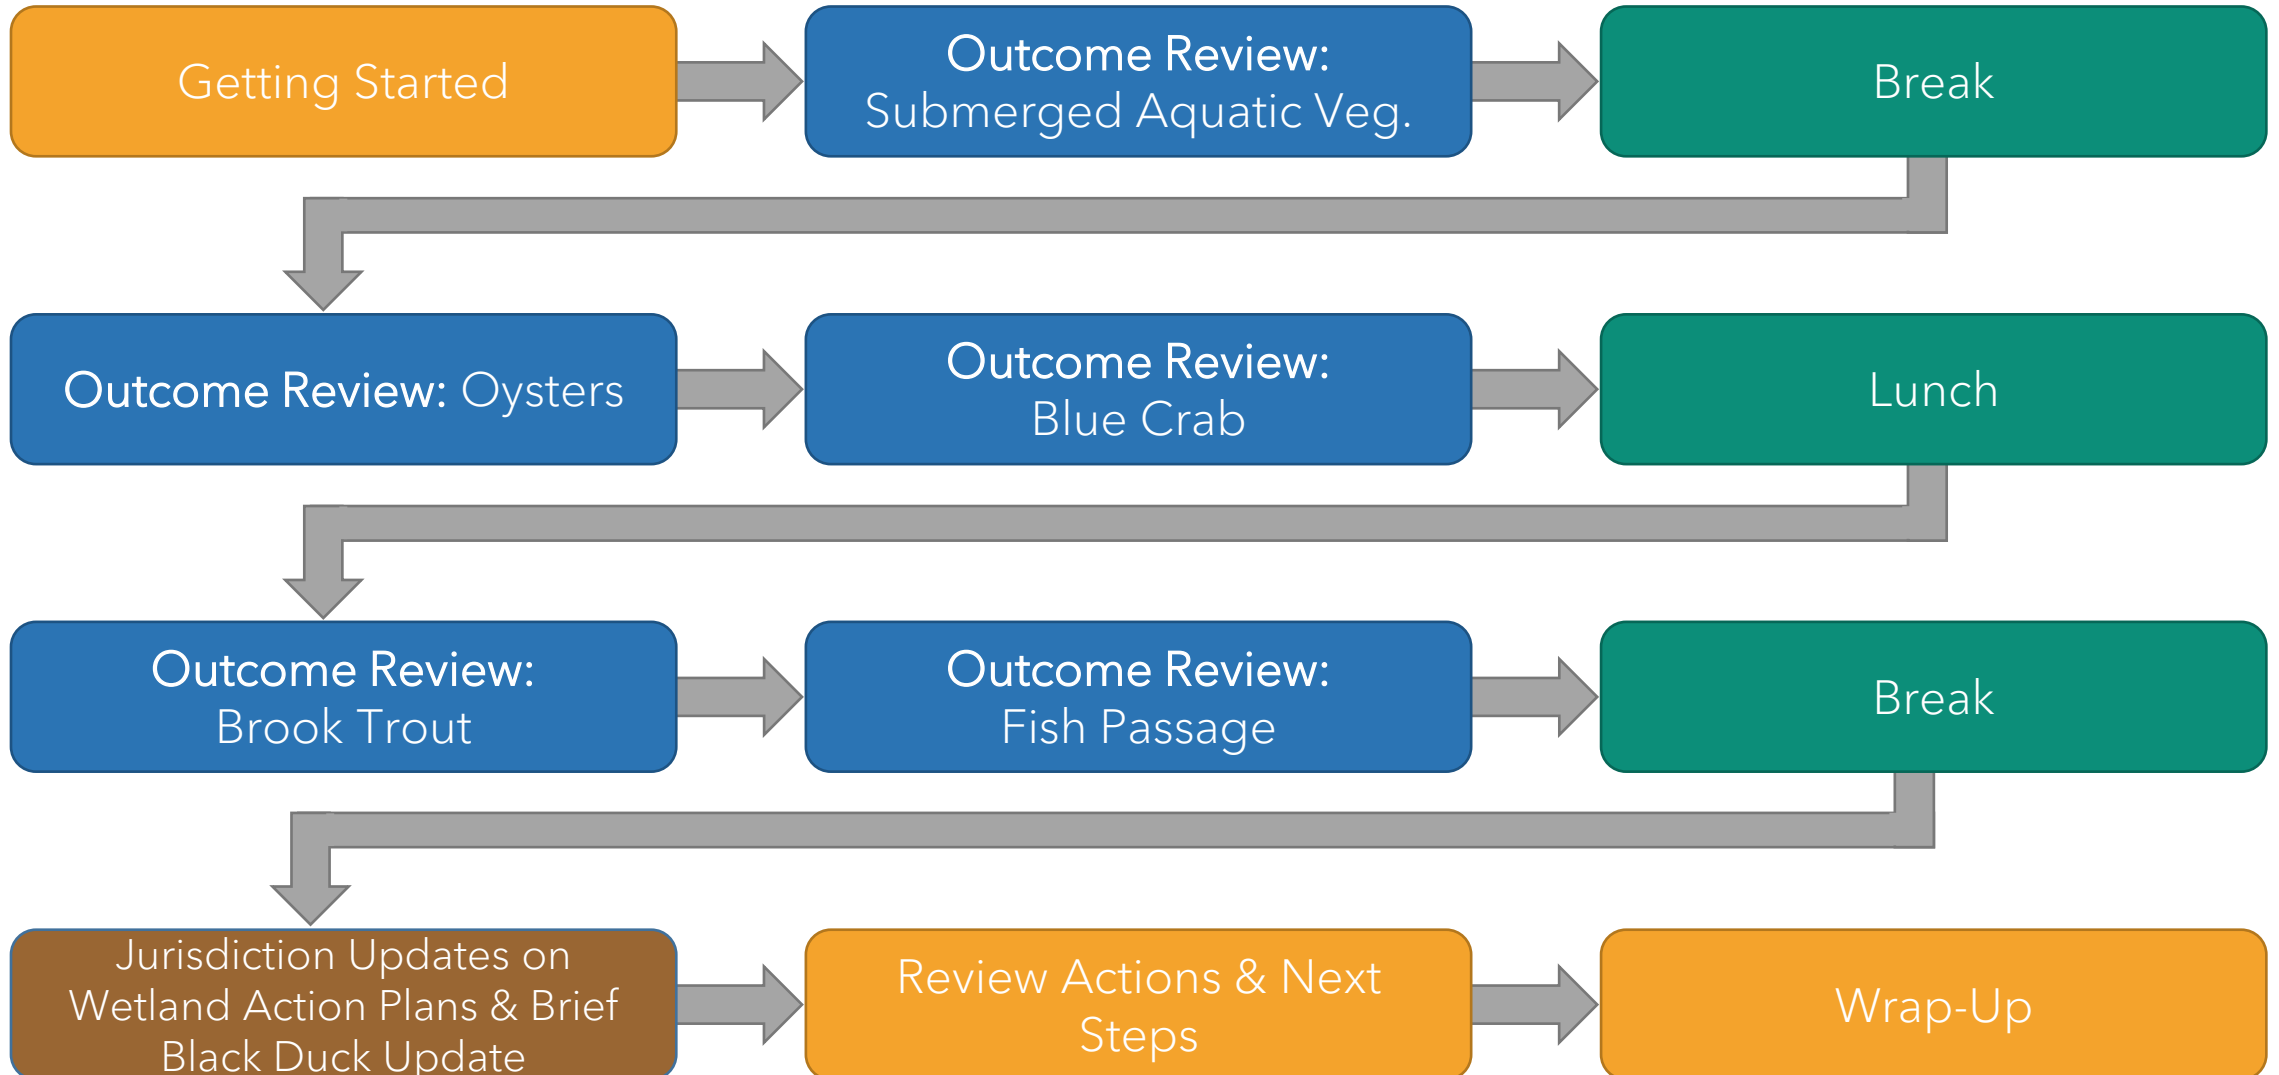 Getting Started
Outcome Review:
Submerged Aquatic Veg.
Break
Outcome Review: Oysters
Outcome Review:
Blue Crab
Lunch
Outcome Review:
Brook Trout
Outcome Review:
Fish Passage
Break
Jurisdiction Updates on
Wetland Action Plans & Brief
Black Duck Update
Review Actions & Next
Steps
Wrap-Up